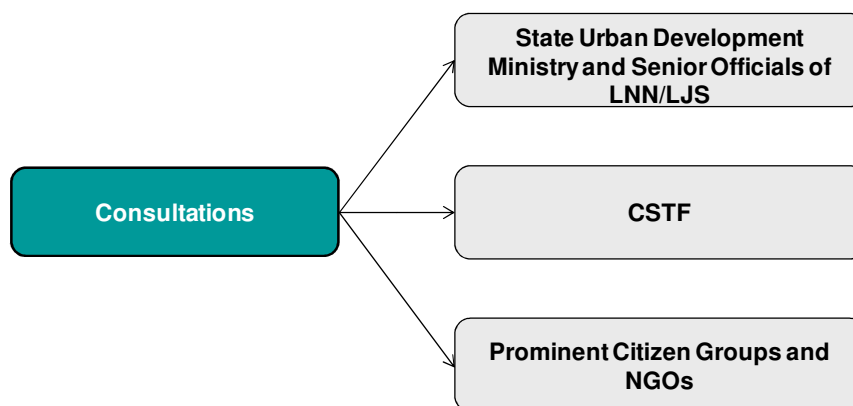 State Urban Development
Ministry and Senior Officials of
LNN/LJS
Consultations
CSTF
Prominent Citizen Groups and
NGOs